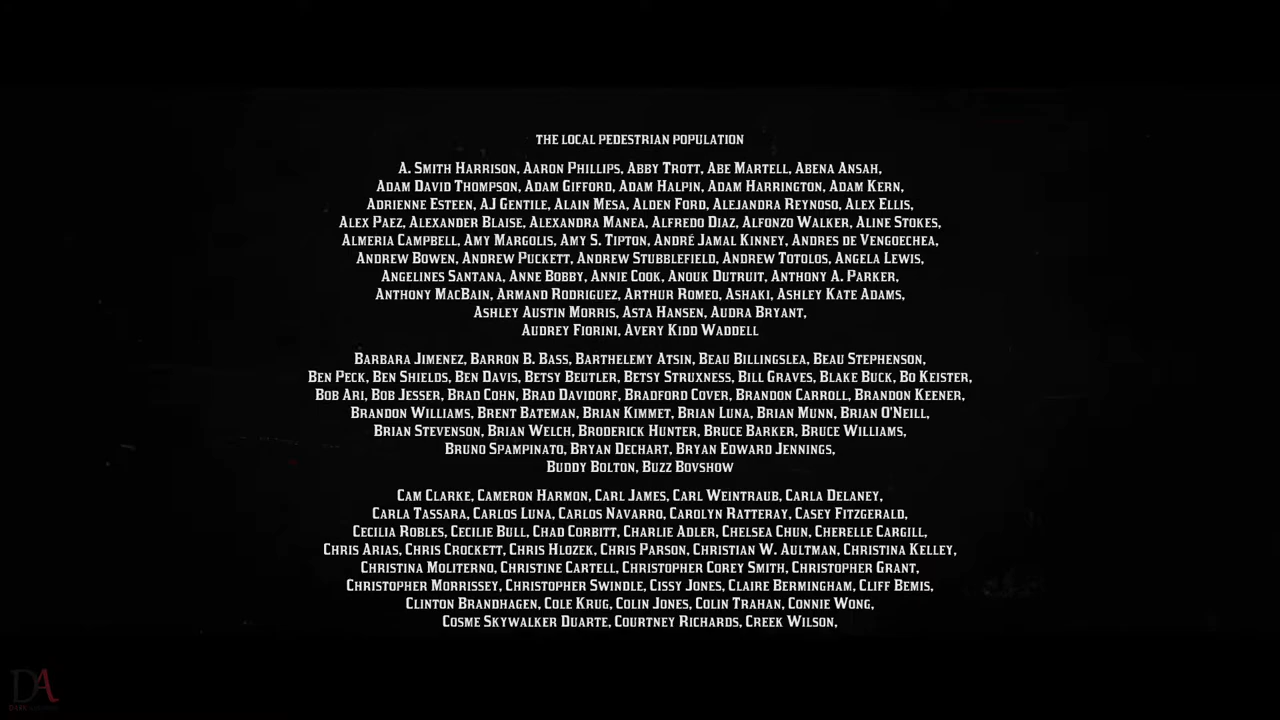 THE LOCAL PEDESTRIAN POPULATION
A. SMITH HARRISON, AARON PHILLIPS, ABBY TROTT, ABE MARTELL, ABENA ANSAH,
ADAM DAVID THOMPSON, ADAM GIFFORD, ADAM HALPIN, ADAM HARRINGTON, ADAM KERN,
ADRIENNE ESTEEN, AJ GENTILE, ALAIN MESA, ALDEN FORD, ALEJANDRA REYNOSO, ALEX ELLIS,
ALEX PAEZ, ALEXANDER BLAISE, ALEXANDRA MANEA, ALFREDO DIAZ, ALFONZO WALKER, ALINE STOKES,
ALMERIA CAMPBELL, AMY MARGOLIS, AMY S. TIPTON, ANDRÉ JAMAL KINNEY, ANDRES DE VENGOECHEA,
ANDREW BOWEN, ANDREW PUCKETT, ANDREW STUBBLEFIELD, ANDREW TOTOLOS, ANGELA LEWIS,
ANGELINES SANTANA, ANNE BOBBY, ANNIE COOK, ANOUK DUTRUIT, ANTHONY A. PARKER,
ANTHONY MACBAIN, ARMAND RODRIGUEZ, ARTHUR ROMEO, ASHAKI, ASHLEY KATE ADAMS,
ASHLEY AUSTIN MORRIS, ASTA HANSEN, AUDRA BRYANT,
AUDREY FIORINI, AVERY KIDD WADDELL
BARBARA JIMENEZ, BARRON B. BASS, BARTHELEMY ATSIN, BEAU BILLINGSLEA, BEAU STEPHENSON,
BEN PECK, BEN SHIELDS, BEN DAVIS, BETSY BEUTLER, BETSY STRUXNESS, BILL GRAVES, BLAKE BUCK, BO KEISTER,
BOB ARI, BOB JESSER, BRAD COHN, BRAD DAVIDORF, BRADFORD COVER, BRANDON CARROLL, BRANDON KEENER,
BRANDON WILLIAMS, BRENT BATEMAN, BRIAN KIMMET, BRIAN LUNA, BRIAN MUNN, BRIAN O'NEILL,
BRIAN STEVENSON, BRIAN WELCH, BRODERICK HUNTER, BRUCE BARKER, BRUCE WILLIAMS,
BRUNO SPAMPINATO, BRYAN DECHART, BRYAN EDWARD JENNINGS,
BUDDY BOLTON, BUZZ BOVSHOW
CAM CLARKE, CAMERON HARMON, CARL JAMES, CARL WEINTRAUB, CARLA DELANEY,
CARLA TASSARA, CARLOS LUNA, CARLOS NAVARRO, CAROLYN RATTERAY, CASEY FITZGERALD,
CECILIA ROBLES, CECILIE BULL, CHAD CORBITT, CHARLIE ADLER, CHELSEA CHUN, CHERELLE CARGILL,
CHRIS ARIAS, CHRIS CROCKETT, CHRIS HLOZEK, CHRIS PARSON, CHRISTIAN W. AULTMAN, CHRISTINA KELLEY,
CHRISTINA MOLITERNO, CHRISTINE CARTELL, CHRISTOPHER COREY SMITH, CHRISTOPHER GRANT,
CHRISTOPHER MORRISSEY, CHRISTOPHER SWINDLE, CISSY JONES, CLAIRE BERMINGHAM, CLIFF BEMIS,
CLINTON BRANDHAGEN, COLE KRUG, COLIN JONES, COLIN TRAHAN, CONNIE WONG,
COSME SKYWALKER DUARTE, COURTNEY RICHARDS, CREEK WILSON,
DA